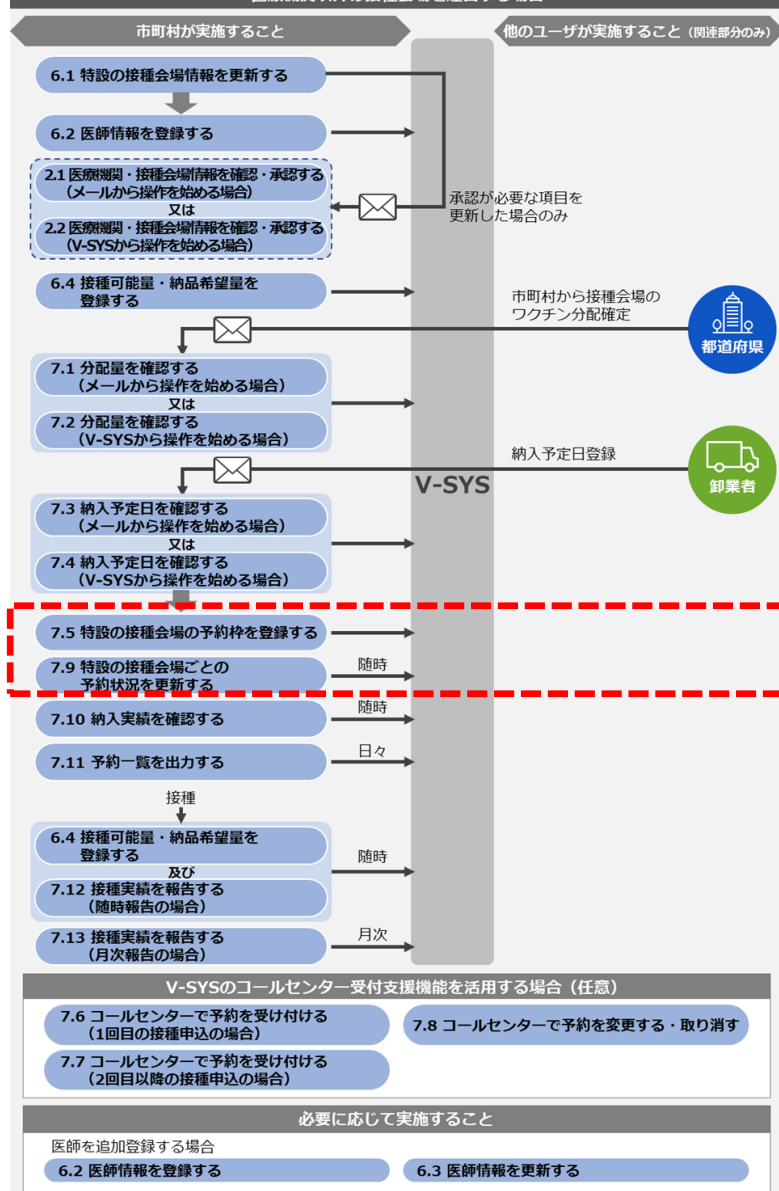 医療機関以外の接種会場を運営する場合
市町村が実施すること
他のユーザが実施すること（関連部分のみ）
6.1 特設の接種会場情報を更新する
6.2 医師情報を登録する
2.1 医療機関・接種会場情報を確認・承認する
（メールから操作を始める場合）
又は
2.2 医療機関・接種会場情報を確認・承認する
（V-SYSから操作を始める場合）
承認が必要な項目を
更新した場合のみ
6.4 接種可能量・納品希望量を
登録する
市町村から接種会場の
ワクチン分配確定
都道府県
7.1 分配量を確認する
（メールから操作を始める場合）
又は
7.2 分配量を確認する
（V-SYSから操作を始める場合）
納入予定日登録
卸業者
V-SYS
7.3 納入予定日を確認する
（メールから操作を始める場合）
又は
7.4 納入予定日を確認する
（V-SYSから操作を始める場合）
7.5 特設の接種会場の予約枠を登録する
7.9 特設の接種会場ごとの
予約状況を更新する
随時
7.10 納入実績を確認する
随時
7.11 予約一覧を出力する
日々
接種
6.4 接種可能量・納品希望量を
登録する
及び
7.12 接種実績を報告する
（随時報告の場合）
随時
7.13 接種実績を報告する
（月次報告の場合）
月次
V-SYSのコールセンター受付支援機能を活用する場合（任意）
7.6 コールセンターで予約を受け付ける
（1回目の接種申込の場合）
7.8 コールセンターで予約を変更する・取り消す
7.7 コールセンターで予約を受け付ける
（2回目以降の接種申込の場合）
必要に応じて実施すること
医師を追加登録する場合
6.2 医師情報を登録する
6.3 医師情報を更新する